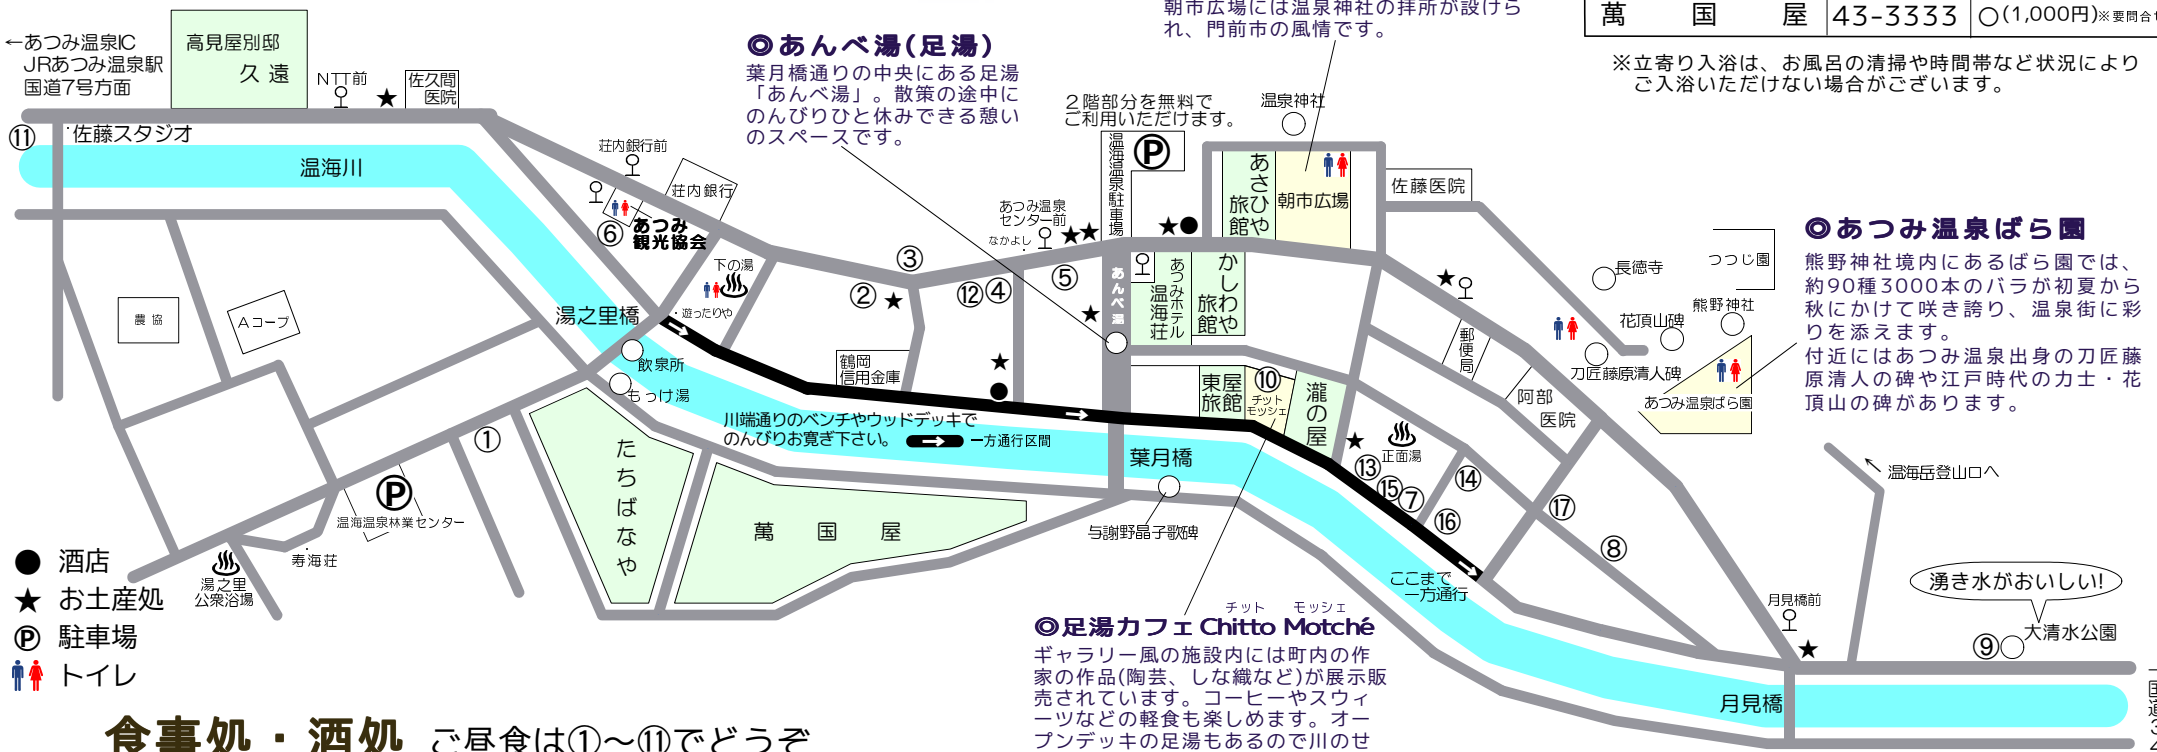 朝市広場には温泉神社の拝所が設けら
れ、門前市の風情です。
萬国屋 43-3333 ○(1,000円)※要問合せ
※立寄り入浴は、お風呂の清掃や時間帯など状況により
ご入浴いただけない場合がございます。
←あつみ温泉IC
JRあつみ温泉駅
国道7号方面
高見屋別邸
久遠
NTT前
★
佐久間
医院
⑪
佐藤スタジオ
温海川
◎あんべ湯(足湯)
葉月橋通りの中央にある足湯
「あんべ湯」。散策の途中に
のんびりひと休みできる憩い
のスペースです。
2階部分を無料で
ご利用いただけます。
温海温泉駐車場
Ⓟ
温泉神社
あさひや
旅館
朝市広場
佐藤医院
荘内銀行前
荘内銀行
⑥
あつみ
観光協会
下の湯
・遊ったりや
湯之里橋
飲泉所
もっけ湯
農協
Aコープ
②★
③
⑫④
⑤
あつみ温泉
センター前
なかよし
★★
★●
あんべ湯
★
あつみホテル
温海荘
かしわや
旅館
鶴岡
信用金庫
★
●
東屋
旅館
⑩
チット
モッシェ
瀧の屋
川端通りのベンチやウッドデッキで
のんびりお寛ぎ下さい。
→ 一方通行区間
葉月橋
与謝野晶子歌碑
★
正面湯
⑬
⑮
⑦
⑭
⑯
⑰
⑧
ここまで
一方通行
★
郵便局
阿部
医院
長徳寺
つつじ園
熊野神社
花頂山碑
刀匠藤原清人碑
あつみ温泉ばら園
◎あつみ温泉ばら園
熊野神社境内にあるばら園では、
約90種3000本のバラが初夏から
秋にかけて咲き誇り、温泉街に彩
りを添えます。
付近にはあつみ温泉出身の刀匠藤
原清人の碑や江戸時代の力士・花
頂山の碑があります。
温海岳登山口へ
湧き水がおいしい!
⑨
大清水公園
月見橋前
★
月見橋
①
たちばなや
萬国屋
Ⓟ
温海温泉林業センター
寿海荘
湯之里
公衆浴場
● 酒店
★ お土産処
Ⓟ 駐車場
トイレ
チット モッシェ
◎足湯カフェ Chitto Motché
ギャラリー風の施設内には町内の作
家の作品(陶芸、しな織など)が展示販
売されています。コーヒーやスウィ
ーツなどの軽食も楽しめます。オー
プンデッキの足湯もあるので川のせ
食事処・酒処 ご昼食は①～⑪でどうぞ